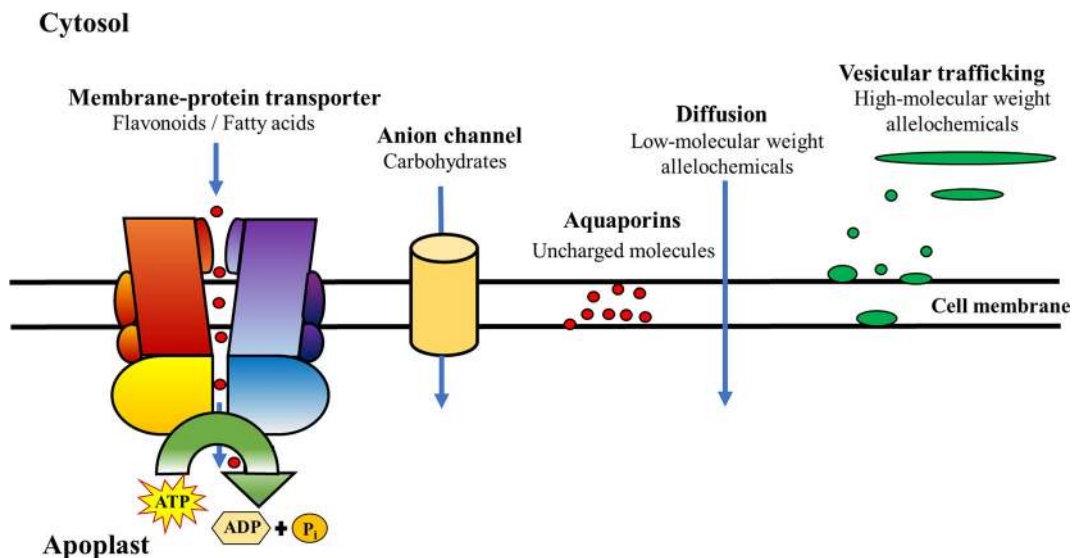 Cytosol
Membrane-protein transporter
Flavonoids / Fatty acids
Anion channel
Carbohydrates
Aquaporins
Uncharged molecules
Diffusion
Low-molecular weight
allelochemicals
Vesicular trafficking
High-molecular weight
allelochemicals
Cell membrane
ATP
ADP + Pi
Apoplast